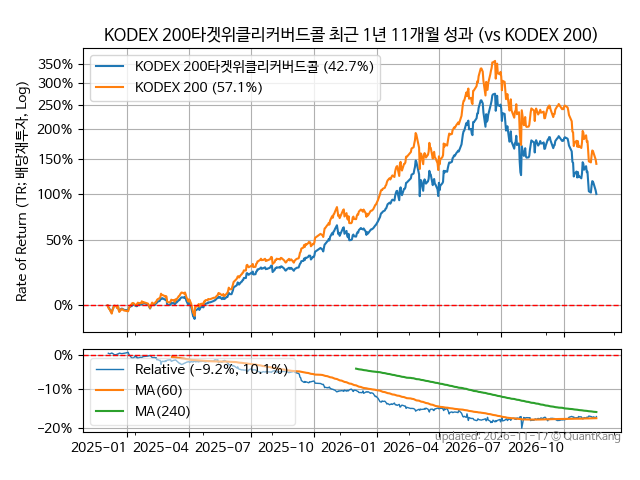 KODEX 200타겟위클리커버드콜 최근 1년 11개월 성과 (vs KODEX 200)
Rate of Return (TR: 배당재투자, Log)
350%
300%
250%
200%
150%
100%
50%
0%
KODEX 200타겟위클리커버드콜 (42.7%)
KODEX 200 (57.1%)
0%
−10%
−20%
Relative (−9.2%, 10.1%)
MA(60)
MA(240)
2025−01 2025−04 2025−07 2025−10 2026−01 2026−04 2026−07 2026−10
Updated: 2026−11−17 © QuantKang